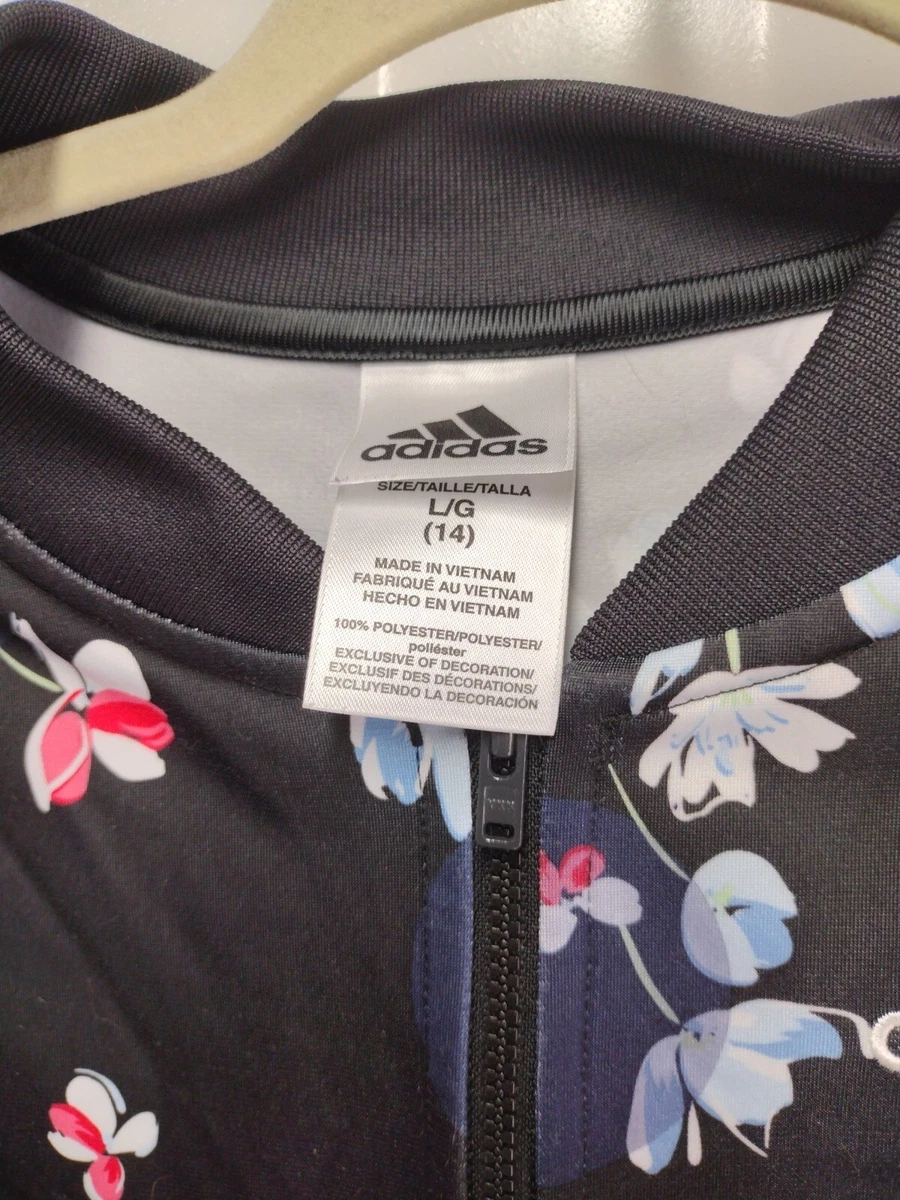 adidas
SIZE/TAILLE/TALLA
L/G
(14)
MADE IN VIETNAM
FABRIQUÉ AU VIETNAM
HECHO EN VIETNAM
100% POLYESTER/POLYESTER/
poliéster
EXCLUSIVE OF DECORATION/
EXCLUSIF DES DÉCORATIONS/
EXCLUYENDO LA DECORACIÓN